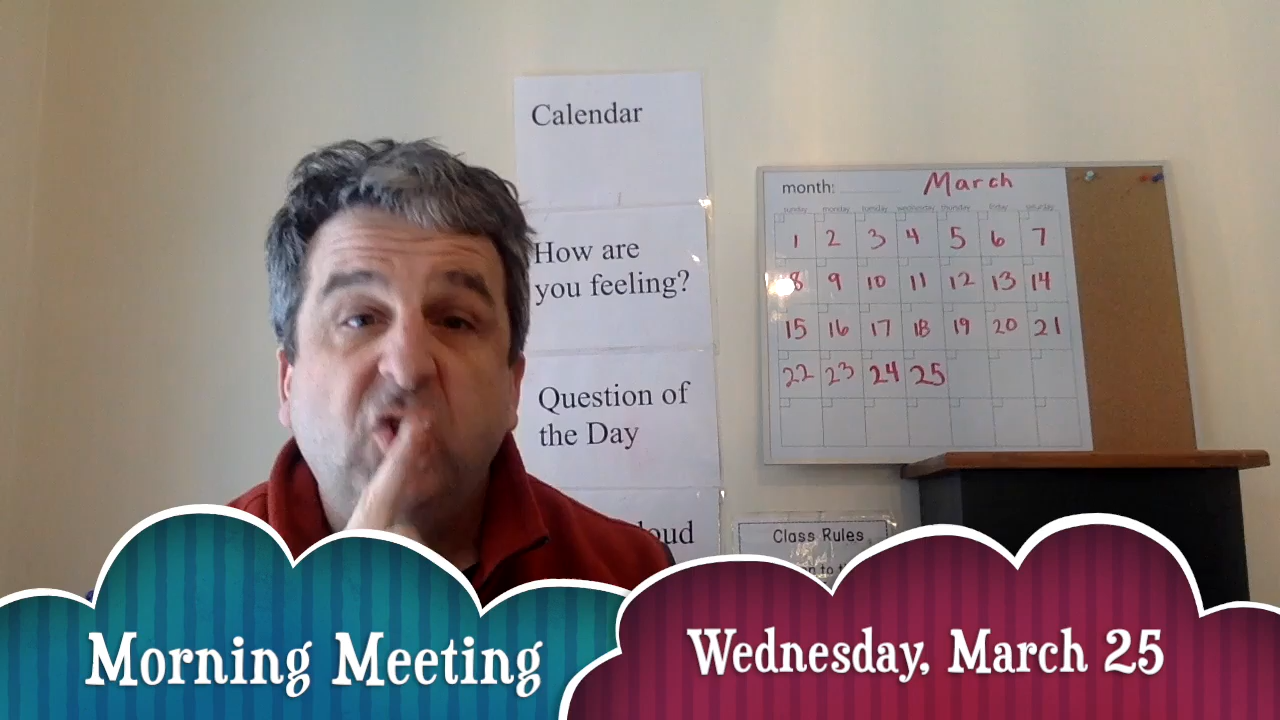 Calendar
How are
you feeling?
Question of
the Day
oud
month: March
sunday monday tuesday wednesday thursday friday saturday
1 2 3 4 5 6 7
8 9 10 11 12 13 14
15 16 17 18 19 20 21
22 23 24 25
Class Rules
to
Morning Meeting
Wednesday, March 25